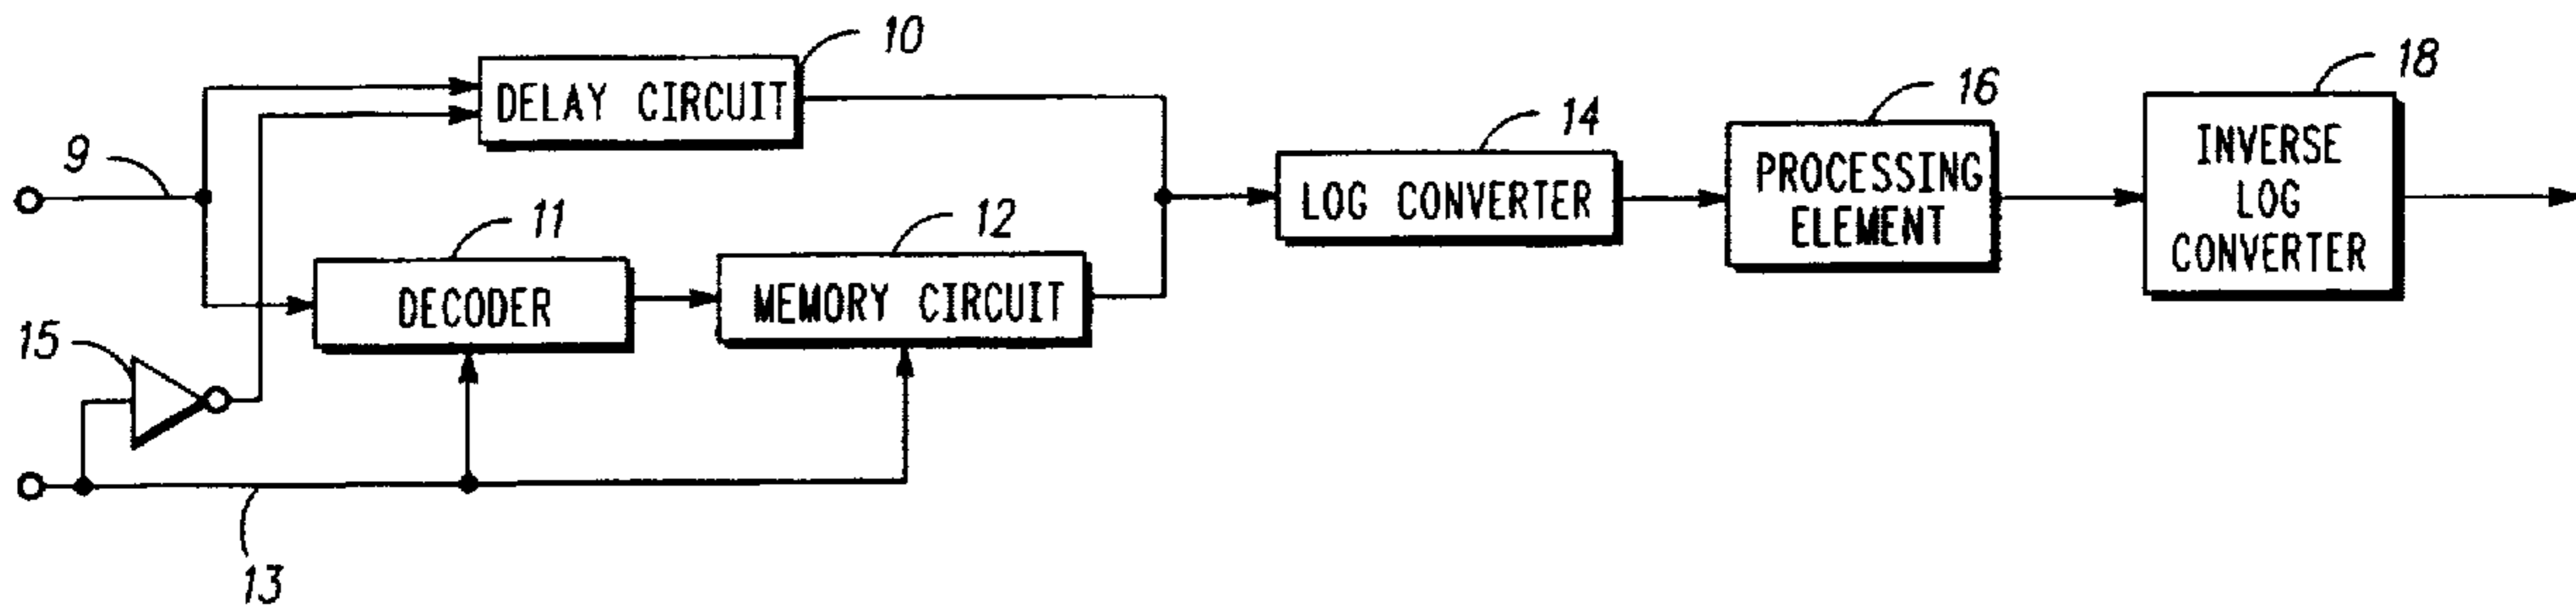 10
DELAY CIRCUIT
9
11
DECODER
12
MEMORY CIRCUIT
15
13
14
LOG CONVERTER
16
PROCESSING
ELEMENT
18
INVERSE
LOG
CONVERTER